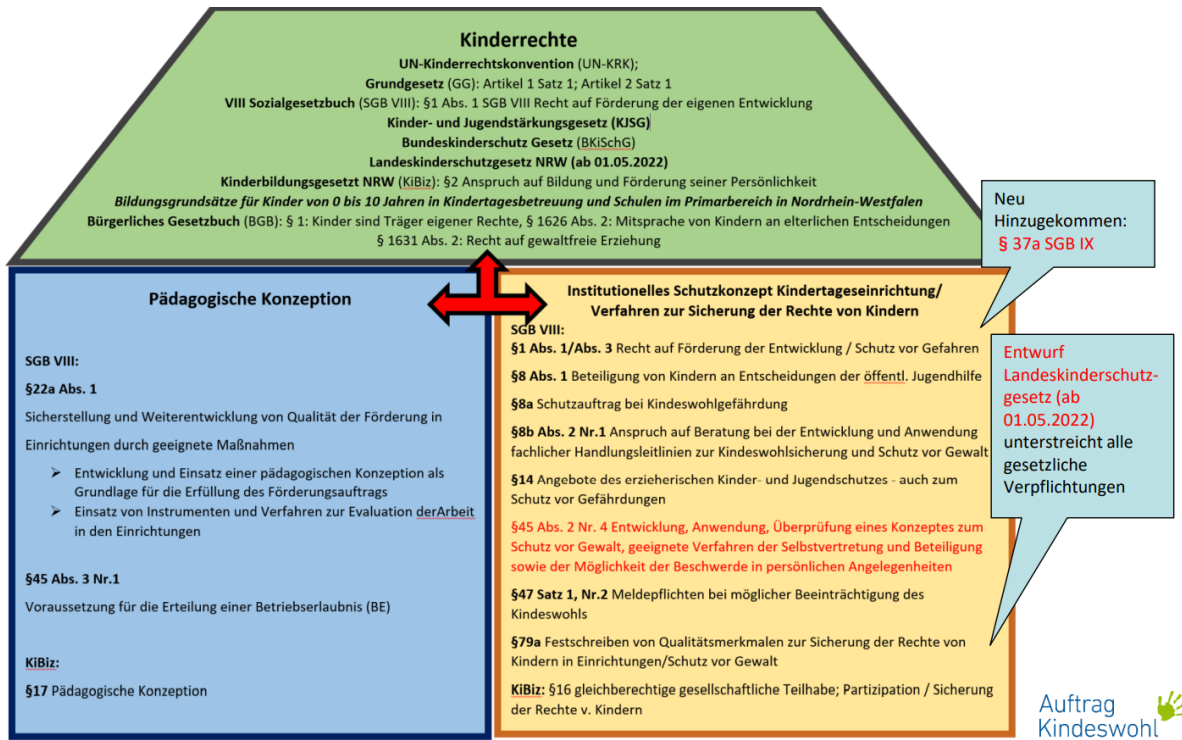 Kinderrechte
UN-Kinderrechtskonvention (UN-KRK);
Grundgesetz (GG): Artikel 1 Satz 1; Artikel 2 Satz 1
VIII Sozialgesetzbuch (SGB VIII): §1 Abs. 1 SGB VIII Recht auf Förderung der eigenen Entwicklung
Kinder- und Jugendstärkungsgesetz (KJSG)
Bundeskinderschutz Gesetz (BKiSchG)
Landeskinderschutzgesetz NRW (ab 01.05.2022)
Kinderbildungsgesetzt NRW (KiBiz): §2 Anspruch auf Bildung und Förderung seiner Persönlichkeit
Bildungsgrundsätze für Kinder von 0 bis 10 Jahren in Kindertagesbetreuung und Schulen im Primarbereich in Nordrhein-Westfalen
Bürgerliches Gesetzbuch (BGB): § 1: Kinder sind Träger eigener Rechte, § 1626 Abs. 2: Mitsprache von Kindern an elterlichen Entscheidungen
§ 1631 Abs. 2: Recht auf gewaltfreie Erziehung
Neu
Hinzugekommen:
§ 37a SGB IX
Pädagogische Konzeption
SGB VIII:
§22a Abs. 1
Sicherstellung und Weiterentwicklung von Qualität der Förderung in
Einrichtungen durch geeignete Maßnahmen
➢ Entwicklung und Einsatz einer pädagogischen Konzeption als
Grundlage für die Erfüllung des Förderungsauftrags
➢ Einsatz von Instrumenten und Verfahren zur Evaluation derArbeit
in den Einrichtungen
§45 Abs. 3 Nr.1
Voraussetzung für die Erteilung einer Betriebserlaubnis (BE)
KiBiz:
§17 Pädagogische Konzeption
Institutionelles Schutzkonzept Kindertageseinrichtung/
Verfahren zur Sicherung der Rechte von Kindern
SGB VIII:
§1 Abs. 1/Abs. 3 Recht auf Förderung der Entwicklung / Schutz vor Gefahren
§8 Abs. 1 Beteiligung von Kindern an Entscheidungen der öffentl. Jugendhilfe
§8a Schutzauftrag bei Kindeswohlgefährdung
§8b Abs. 2 Nr.1 Anspruch auf Beratung bei der Entwicklung und Anwendung
fachlicher Handlungsleitlinien zur Kindeswohlsicherung und Schutz vor Gewalt
§14 Angebote des erzieherischen Kinder- und Jugendschutzes - auch zum
Schutz vor Gefährdungen
§45 Abs. 2 Nr. 4 Entwicklung, Anwendung, Überprüfung eines Konzeptes zum
Schutz vor Gewalt, geeignete Verfahren der Selbstvertretung und Beteiligung
sowie der Möglichkeit der Beschwerde in persönlichen Angelegenheiten
§47 Satz 1, Nr.2 Meldepflichten bei möglicher Beeinträchtigung des
Kindeswohls
§79a Festschreiben von Qualitätsmerkmalen zur Sicherung der Rechte von
Kindern in Einrichtungen/Schutz vor Gewalt
KiBiz: §16 gleichberechtige gesellschaftliche Teilhabe; Partizipation / Sicherung
der Rechte v. Kindern
Entwurf
Landeskinderschutz-
gesetz (ab
01.05.2022)
unterstreicht alle
gesetzliche
Verpflichtungen
Auftrag
Kindeswohl